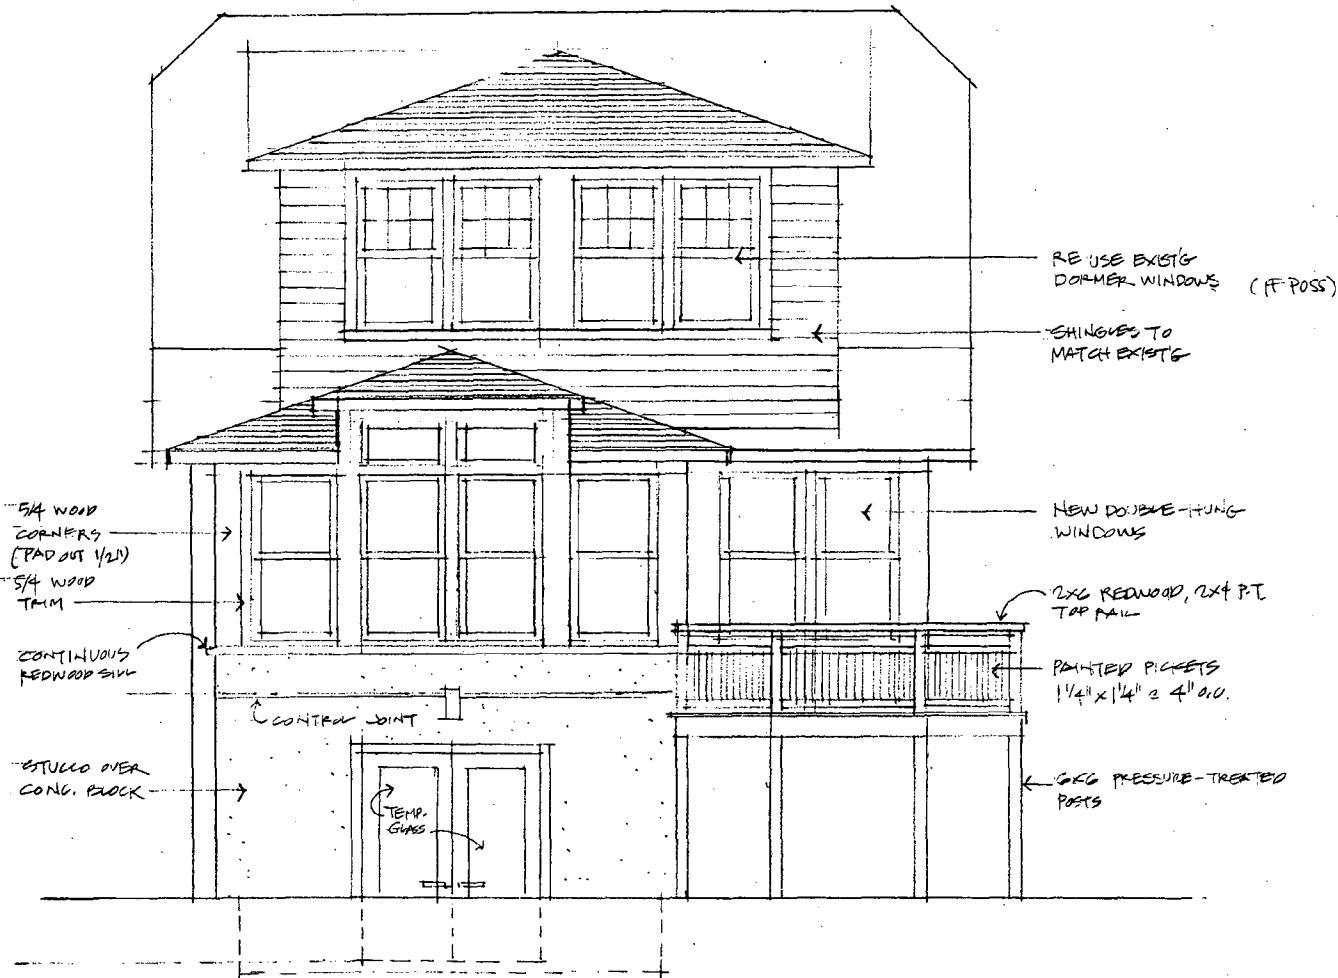 RE USE EXIST'G
DORMER WINDOWS (IF POSS)
SHINGLES TO
MATCH EXIST'G
5/4 WOOD
CORNERS
(PAD OUT 1/2")
5/4 WOOD
TRIM
CONTINUOUS
REDWOOD SILL
CONTROL JOINT
STUCCO OVER
CONC. BLOCK
TEMP.
GLASS
NEW DOUBLE-HUNG
WINDOWS
2X6 REDWOOD, 2X4 P.T.
TOP RAIL
PAINTED PICKETS
1 1/4" X 1 1/4" @ 4" O.C.
6X6 PRESSURE-TREATED
POSTS